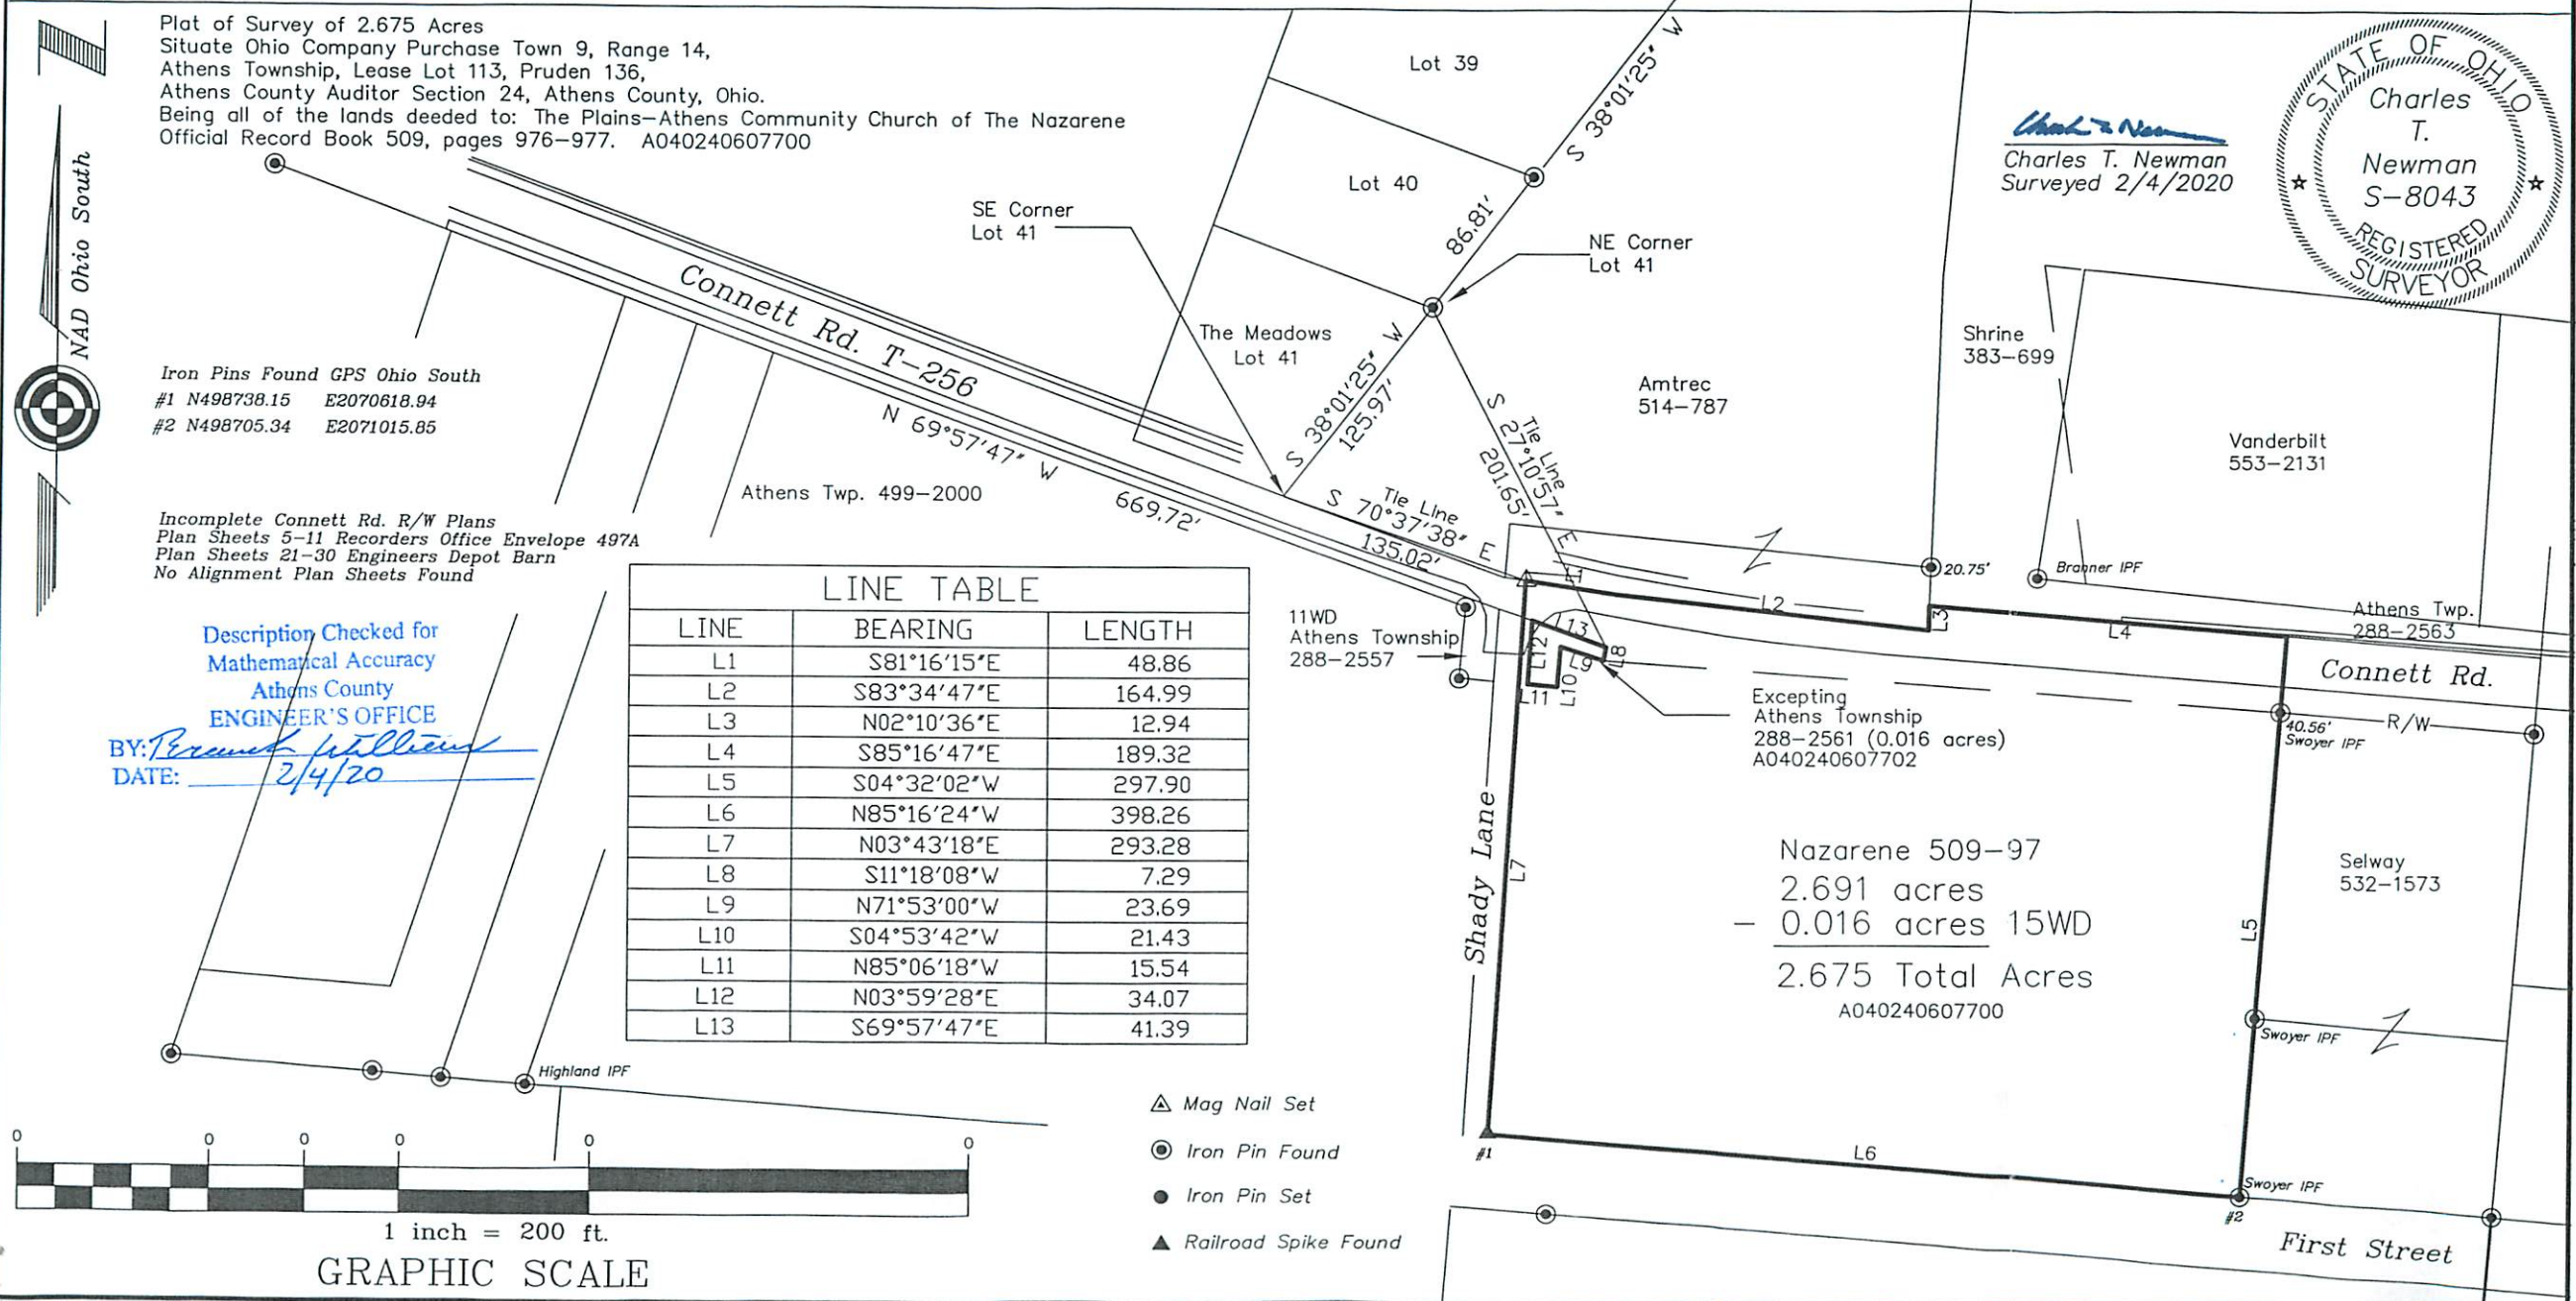 Plat of Survey of 2.675 Acres
Situate Ohio Company Purchase Town 9, Range 14,
Athens Township, Lease Lot 113, Pruden 136,
Athens County Auditor Section 24, Athens County, Ohio.
Being all of the lands deeded to: The Plains-Athens Community Church of The Nazarene
Official Record Book 509, pages 976-977. A040240607700
NAD Ohio South
Iron Pins Found GPS Ohio South
#1 N498738.15 E2070618.94
#2 N498705.34 E2071015.85
Incomplete Connett Rd. R/W Plans
Plan Sheets 5-11 Recorders Office Envelope 497A
Plan Sheets 21-30 Engineers Depot Barn
No Alignment Plan Sheets Found
Description Checked for
Mathematical Accuracy
Athens County
ENGINEER'S OFFICE
BY:
DATE: 2/4/20
Connett Rd. T-256
N 69°57'47" W 669.72'
Athens Twp. 499-2000
SE Corner
Lot 41
Lot 39
Lot 40
The Meadows
Lot 41
S 38°01'25" W
86.81'
NE Corner
Lot 41
S 38°01'25" W
125.97'
Tie Line
S 27°10'57" E
201.65'
Tie Line
S 70°37'38" E
135.02'
Amtrec
514-787
Charles T. Newman
Surveyed 2/4/2020
STATE OF OHIO
Charles
T.
Newman
S-8043
REGISTERED
SURVEYOR
Shrine
383-699
Vanderbilt
553-2131
20.75'
Branner IPF
Athens Twp.
288-2563
Connett Rd.
R/W
40.56'
Swoyer IPF
11WD
Athens Township
288-2557
L1
L2
L3
L4
L13
L12
L8
L9
L10
L11
Excepting
Athens Township
288-2561 (0.016 acres)
A040240607702
LINE TABLE
LINE BEARING LENGTH
L1 S81°16'15"E 48.86
L2 S83°34'47"E 164.99
L3 N02°10'36"E 12.94
L4 S85°16'47"E 189.32
L5 S04°32'02"W 297.90
L6 N85°16'24"W 398.26
L7 N03°43'18"E 293.28
L8 S11°18'08"W 7.29
L9 N71°53'00"W 23.69
L10 S04°53'42"W 21.43
L11 N85°06'18"W 15.54
L12 N03°59'28"E 34.07
L13 S69°57'47"E 41.39
Shady Lane
L7
Nazarene 509-97
2.691 acres
- 0.016 acres 15WD
2.675 Total Acres
A040240607700
L5
Selway
532-1573
Swoyer IPF
Highland IPF
L6
#1
Swoyer IPF
#2
First Street
Mag Nail Set
Iron Pin Found
Iron Pin Set
Railroad Spike Found
0 0 0 0 0 0
1 inch = 200 ft.
GRAPHIC SCALE